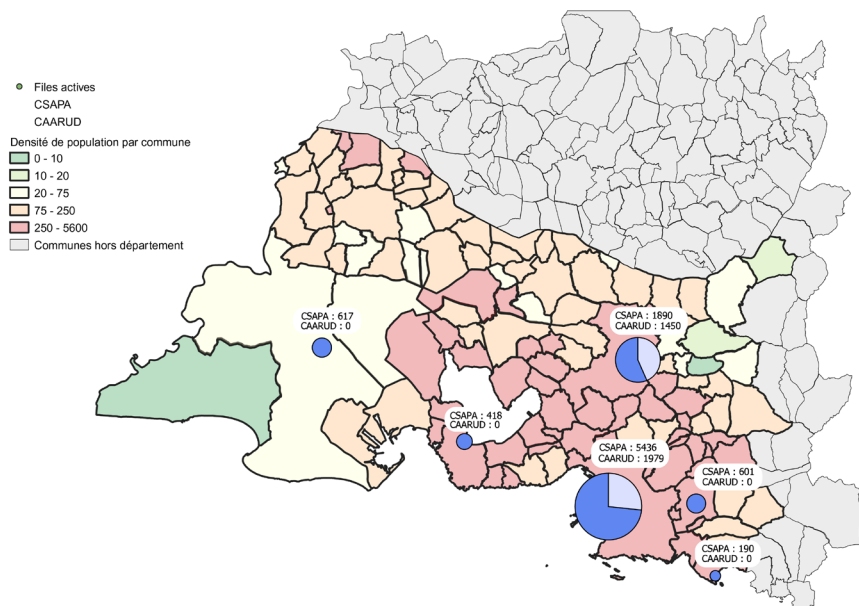 Files actives
CSAPA
CAARUD
Densité de population par commune
0 - 10
10 - 20
20 - 75
75 - 250
250 - 5600
Communes hors département
CSAPA : 617
CAARUD : 0
CSAPA : 1890
CAARUD : 1450
CSAPA : 418
CAARUD : 0
CSAPA : 5436
CAARUD : 1979
CSAPA : 601
CAARUD : 0
CSAPA : 190
CAARUD : 0